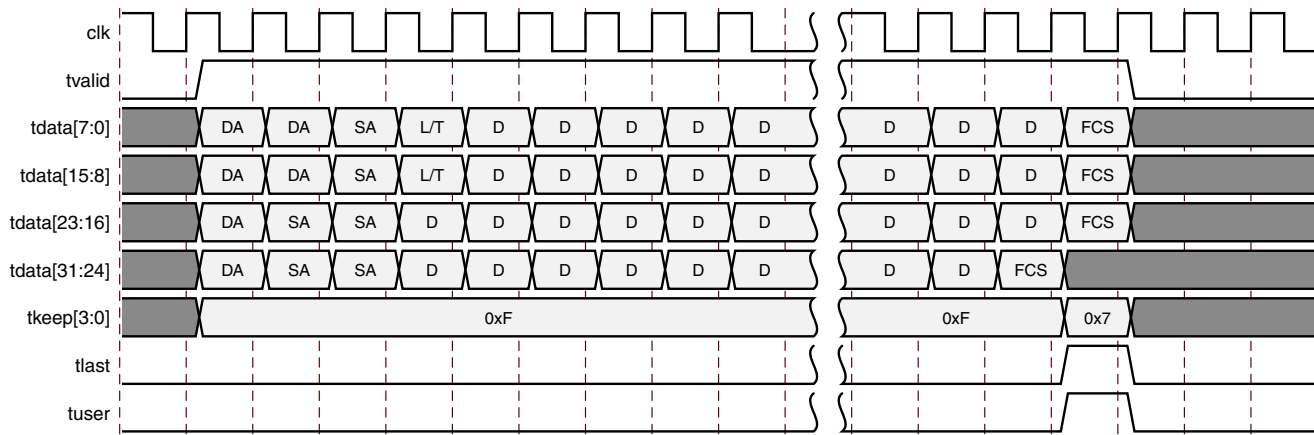 clk
tvalid
tdata[7:0] DA DA SA L/T D D D D D D D D FCS
tdata[15:8] DA DA SA L/T D D D D D D D D FCS
tdata[23:16] DA SA SA D D D D D D D D D FCS
tdata[31:24] DA SA SA D D D D D D D D FCS
tkeep[3:0] 0xF 0xF 0x7
tlast
tuser